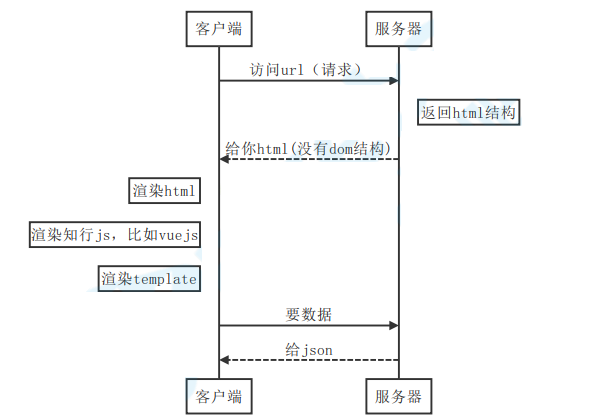 客户端
服务器
访问url（请求）
返回html结构
给你html(没有dom结构)
渲染html
渲染知行js，比如vuejs
渲染template
要数据
给json
客户端
服务器